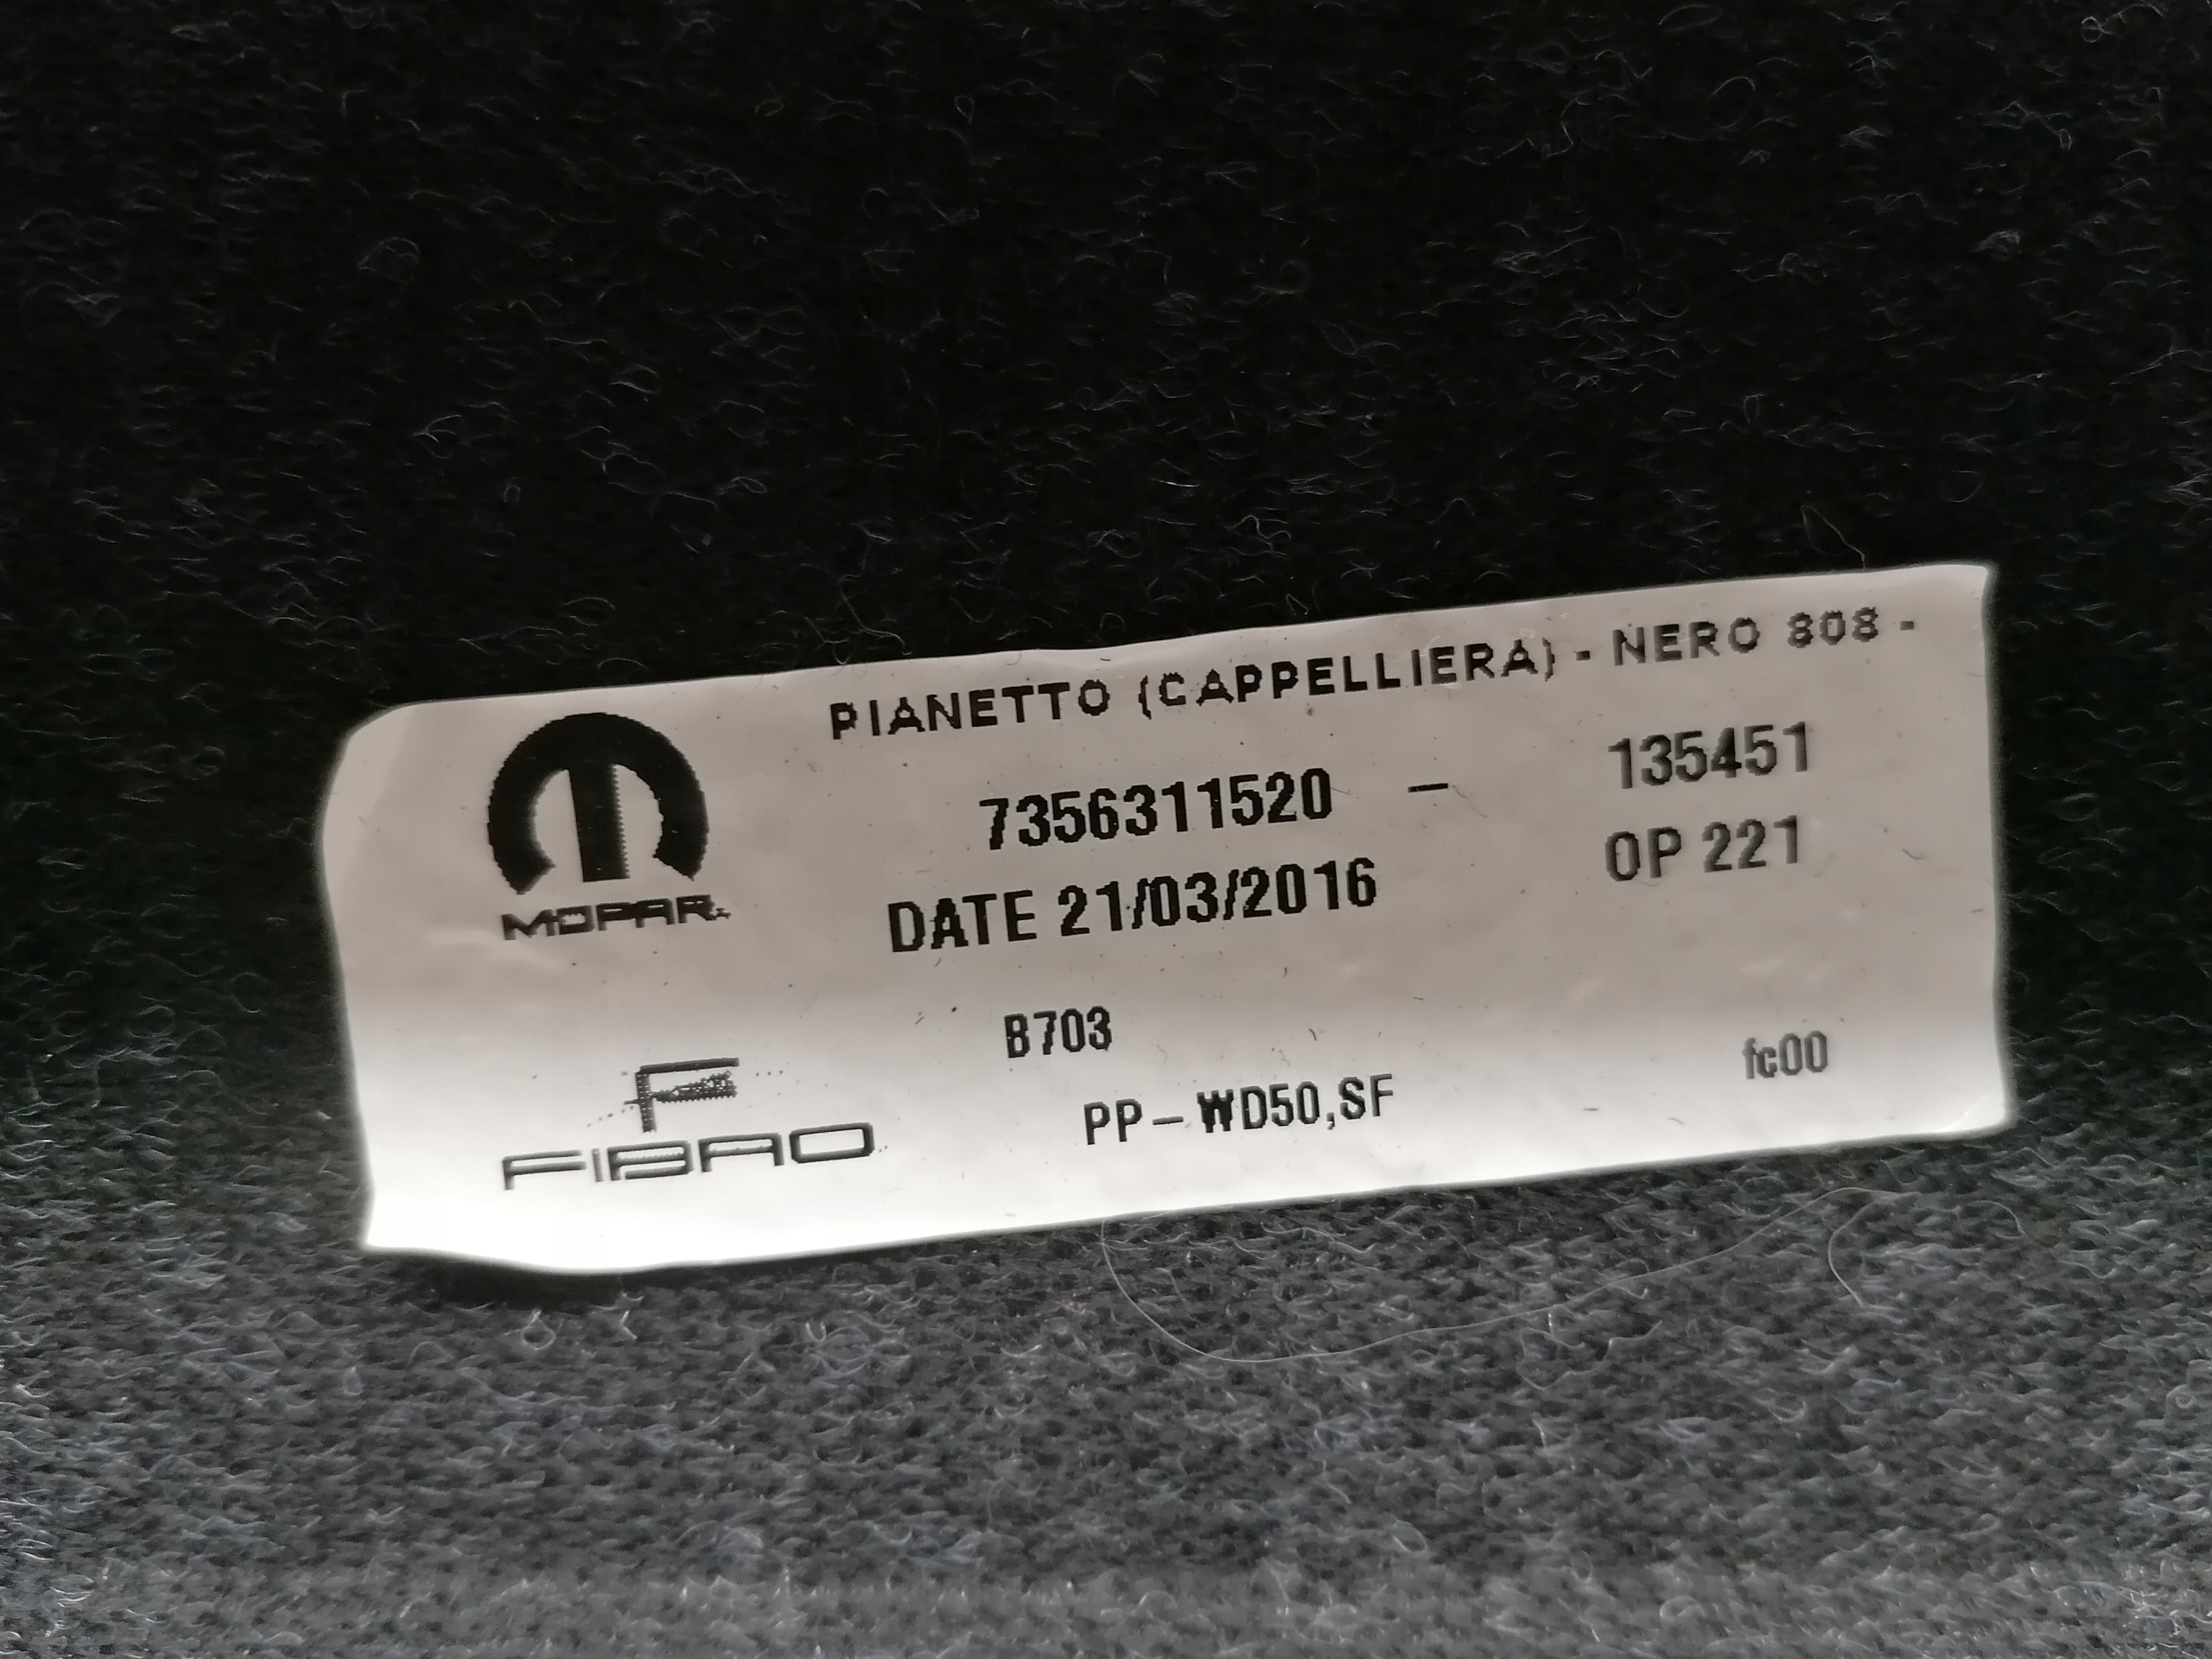 PIANETTO (CAPPELLIERA) - NERO 808 -
7356311520 - 135451
DATE 21/03/2016 OP 221
MOPAR
B703 fc00
PP-WD50,SF
F
FIBRO